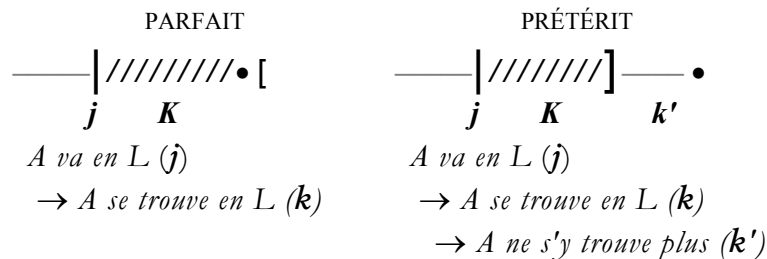 PARFAIT
————|/////////•[
j K
A va en L (j)
→ A se trouve en L (k)
PRÉTÉRIT
————|////////]——— •
j K k'
A va en L (j)
→ A se trouve en L (k)
→ A ne s'y trouve plus (k')